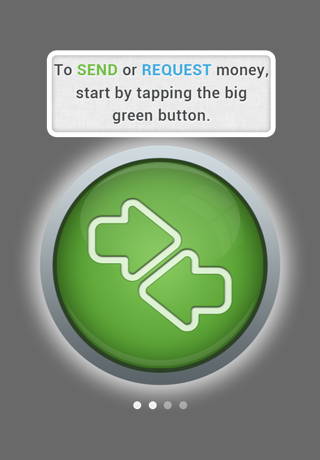 To SEND or REQUEST money,
start by tapping the big
green button.